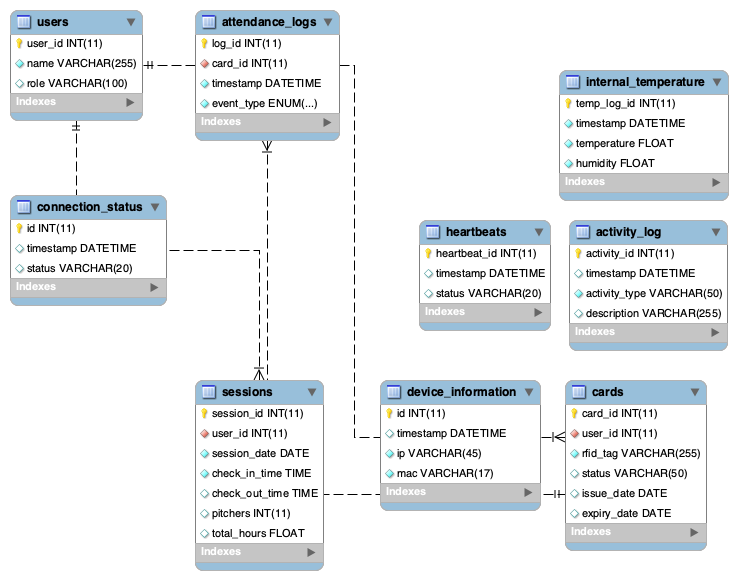 users
user_id INT(11)
name VARCHAR(255)
role VARCHAR(100)
Indexes
attendance_logs
log_id INT(11)
card_id INT(11)
timestamp DATETIME
event_type ENUM(...)
Indexes
internal_temperature
temp_log_id INT(11)
timestamp DATETIME
temperature FLOAT
humidity FLOAT
Indexes
connection_status
id INT(11)
timestamp DATETIME
status VARCHAR(20)
Indexes
heartbeats
heartbeat_id INT(11)
timestamp DATETIME
status VARCHAR(20)
Indexes
activity_log
activity_id INT(11)
timestamp DATETIME
activity_type VARCHAR(50)
description VARCHAR(255)
Indexes
sessions
session_id INT(11)
user_id INT(11)
session_date DATE
check_in_time TIME
check_out_time TIME
pitchers INT(11)
total_hours FLOAT
Indexes
device_information
id INT(11)
timestamp DATETIME
ip VARCHAR(45)
mac VARCHAR(17)
Indexes
cards
card_id INT(11)
user_id INT(11)
rfid_tag VARCHAR(255)
status VARCHAR(50)
issue_date DATE
expiry_date DATE
Indexes